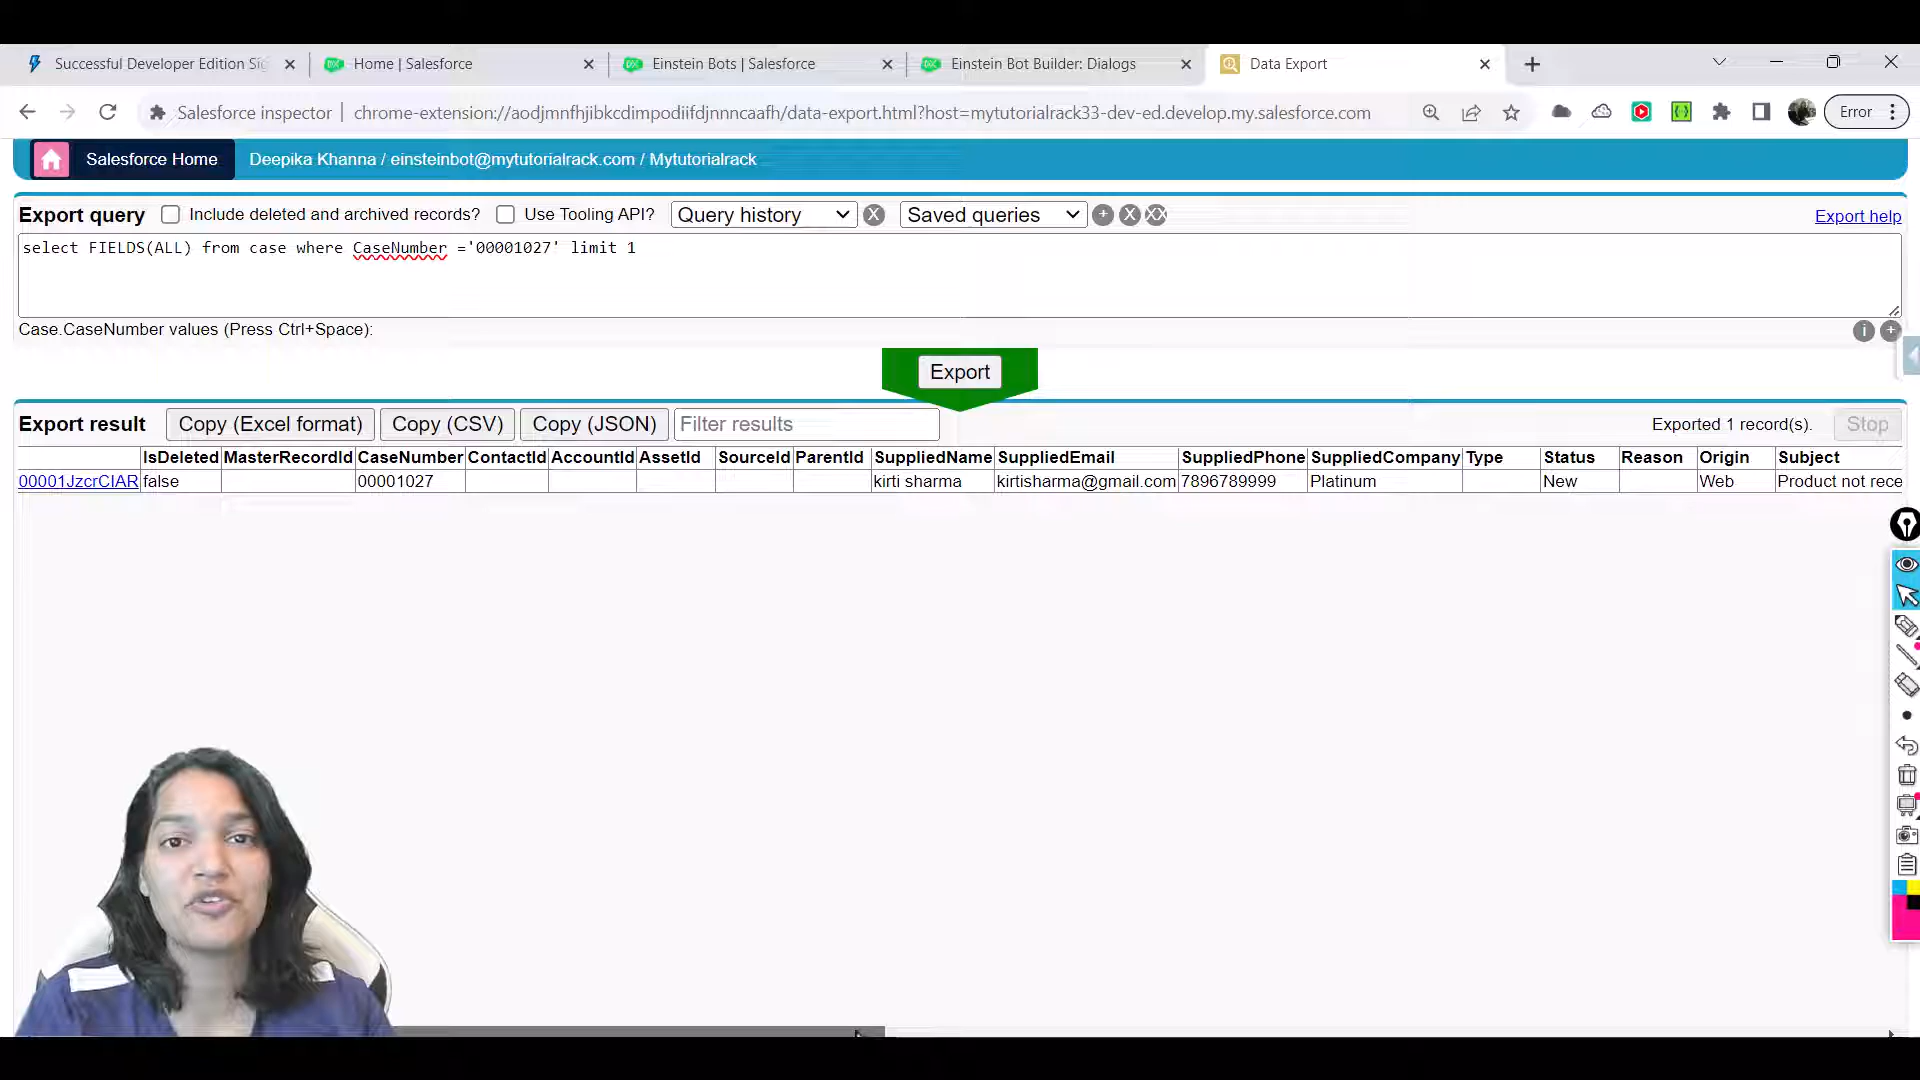 Successful Developer Edition Sig
Home | Salesforce
Einstein Bots | Salesforce
Einstein Bot Builder: Dialogs
Data Export
Salesforce inspector
chrome-extension://aodjmnfhjibkcdimpodiifdjnnncaafh/data-export.html?host=mytutorialrack33-dev-ed.develop.my.salesforce.com
Error
Salesforce Home
Deepika Khanna / einsteinbot@mytutorialrack.com / Mytutorialrack
Export query
Include deleted and archived records?
Use Tooling API?
Query history
X
Saved queries
+
X
XX
Export help
select FIELDS(ALL) from case where CaseNumber ='00001027' limit 1
Case.CaseNumber values (Press Ctrl+Space):
i
+
Export
Export result
Copy (Excel format)
Copy (CSV)
Copy (JSON)
Filter results
Exported 1 record(s).
Stop
IsDeleted MasterRecordId CaseNumber ContactId AccountId AssetId SourceId ParentId SuppliedName SuppliedEmail SuppliedPhone SuppliedCompany Type Status Reason Origin Subject
00001JzcrCIAR false 00001027 kirti sharma kirtisharma@gmail.com 7896789999 Platinum New Web Product not rece